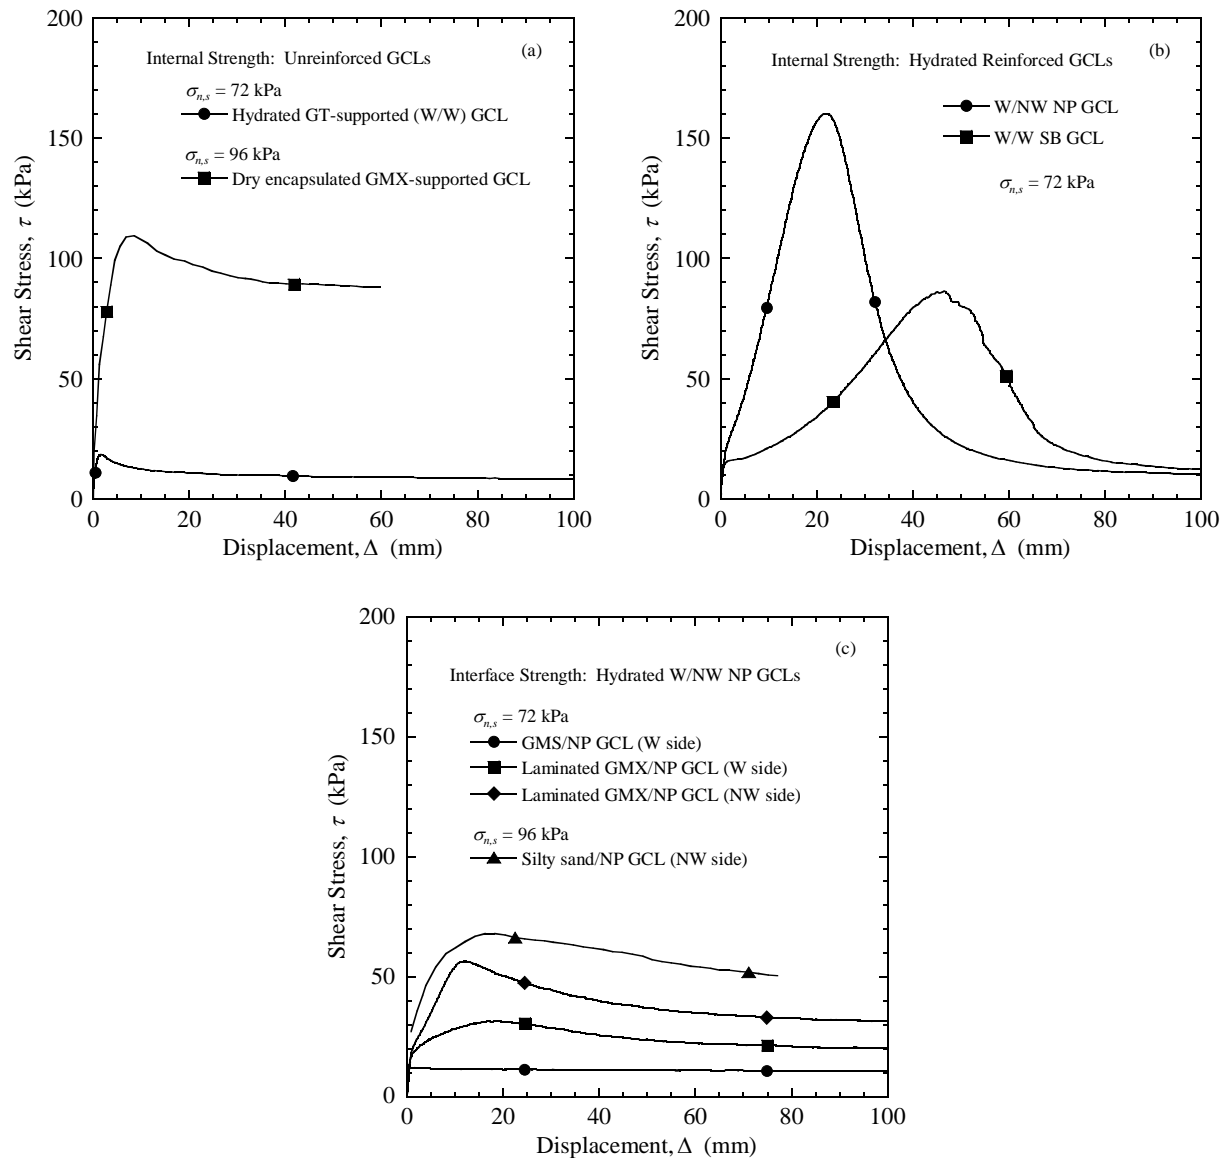 200
(a)
Internal Strength: Unreinforced GCLs
σn,s = 72 kPa
Hydrated GT-supported (W/W) GCL
150
σn,s = 96 kPa
Dry encapsulated GMX-supported GCL
Shear Stress, τ (kPa)
100
50
0
0 20 40 60 80 100
Displacement, Δ (mm)
200
(b)
Internal Strength: Hydrated Reinforced GCLs
W/NW NP GCL
150
W/W SB GCL
σn,s = 72 kPa
Shear Stress, τ (kPa)
100
50
0
0 20 40 60 80 100
Displacement, Δ (mm)
200
(c)
Interface Strength: Hydrated W/NW NP GCLs
σn,s = 72 kPa
150
GMS/NP GCL (W side)
Laminated GMX/NP GCL (W side)
Laminated GMX/NP GCL (NW side)
σn,s = 96 kPa
Silty sand/NP GCL (NW side)
Shear Stress, τ (kPa)
100
50
0
0 20 40 60 80 100
Displacement, Δ (mm)